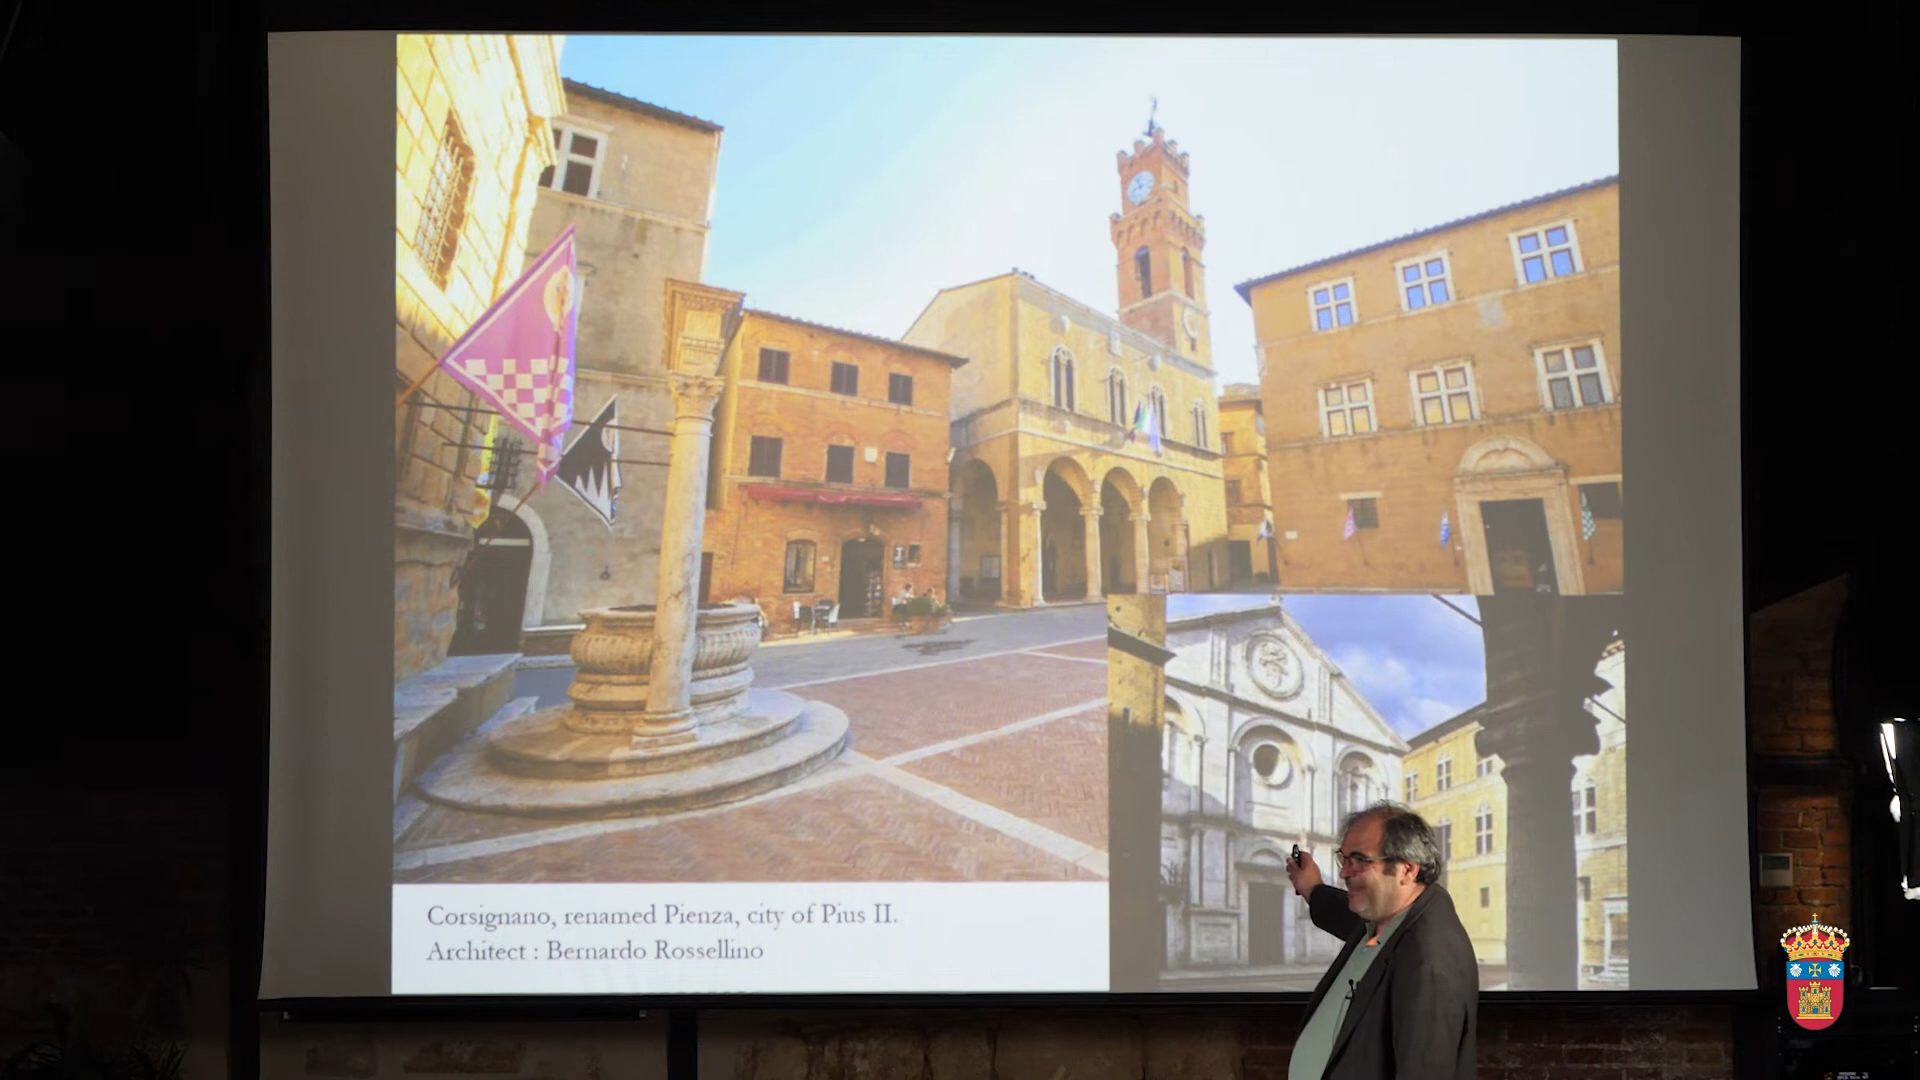 Corsignano, renamed Pienza, city of Pius II.
Architect : Bernardo Rossellino